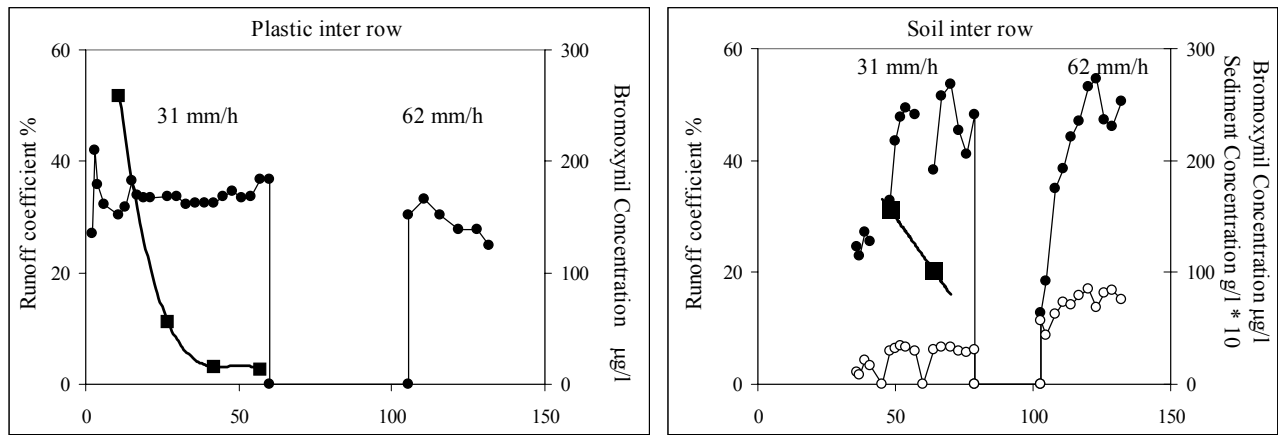 Plastic inter row
60
40
20
0
Runoff coefficient %
31 mm/h
62 mm/h
300
200
100
0
Bromoxynil Concentration µg/l
0
50
100
150
Soil inter row
60
40
20
0
Runoff coefficient %
31 mm/h
62 mm/h
300
200
100
0
Bromoxynil Concentration µg/l
Sediment Concentration g/l * 10
0
50
100
150